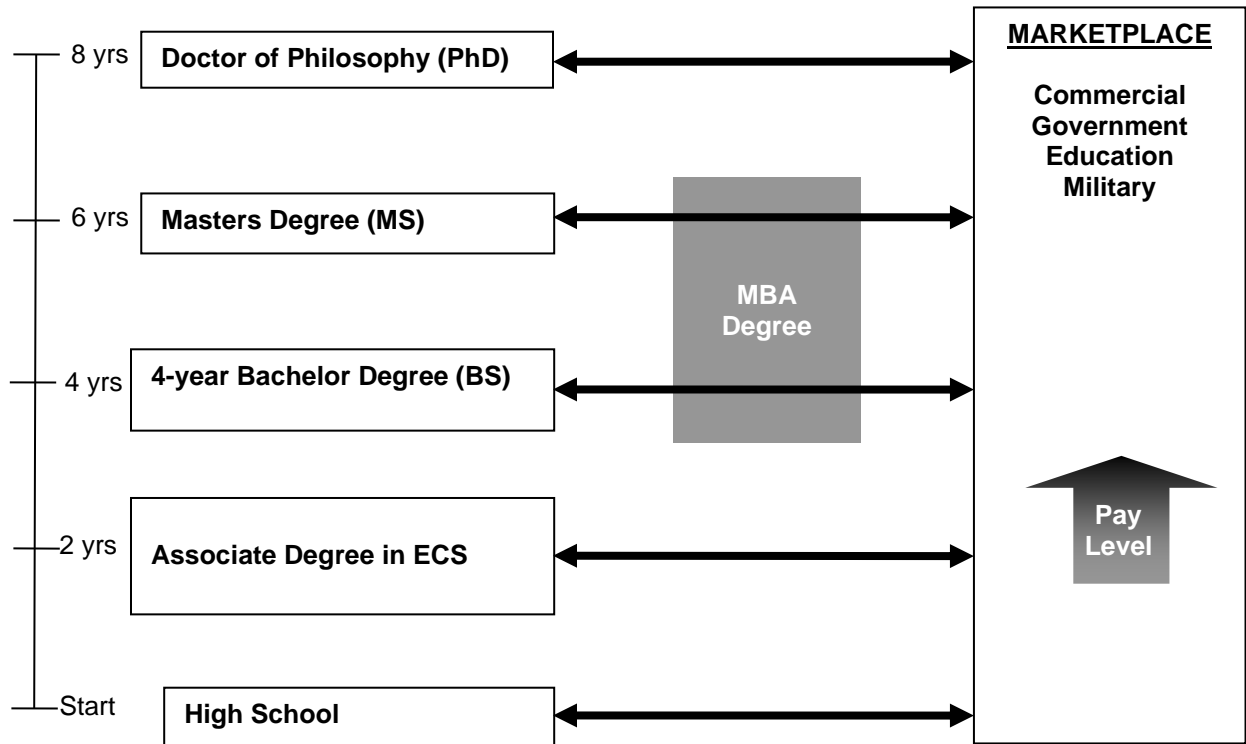 8 yrs
Doctor of Philosophy (PhD)
MARKETPLACE
Commercial
Government
Education
Military
6 yrs
Masters Degree (MS)
MBA
Degree
4 yrs
4-year Bachelor Degree (BS)
2 yrs
Associate Degree in ECS
Pay
Level
Start
High School